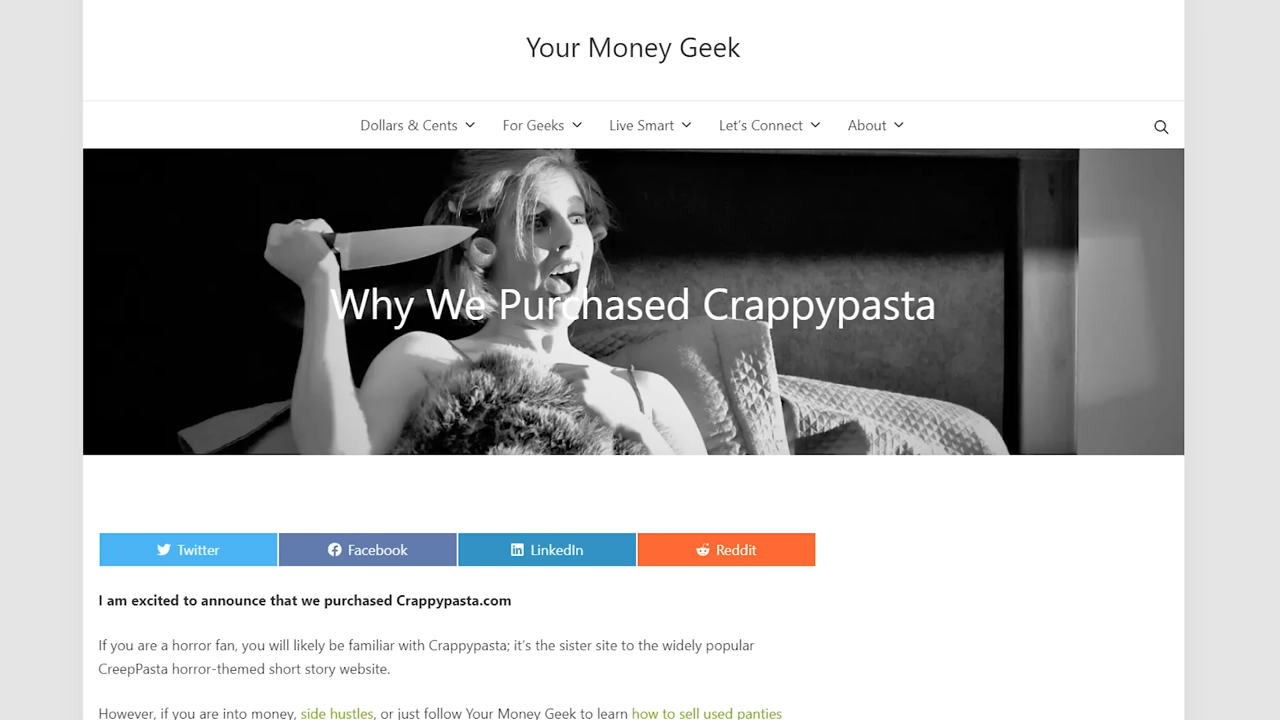 Your Money Geek
Dollars & Cents For Geeks Live Smart Let's Connect About
Why We Purchased Crappypasta
Twitter Facebook LinkedIn Reddit
I am excited to announce that we purchased Crappypasta.com
If you are a horror fan, you will likely be familiar with Crappypasta; it's the sister site to the widely popular
CreepPasta horror-themed short story website.
However, if you are into money, side hustles, or just follow Your Money Geek to learn how to sell used panties